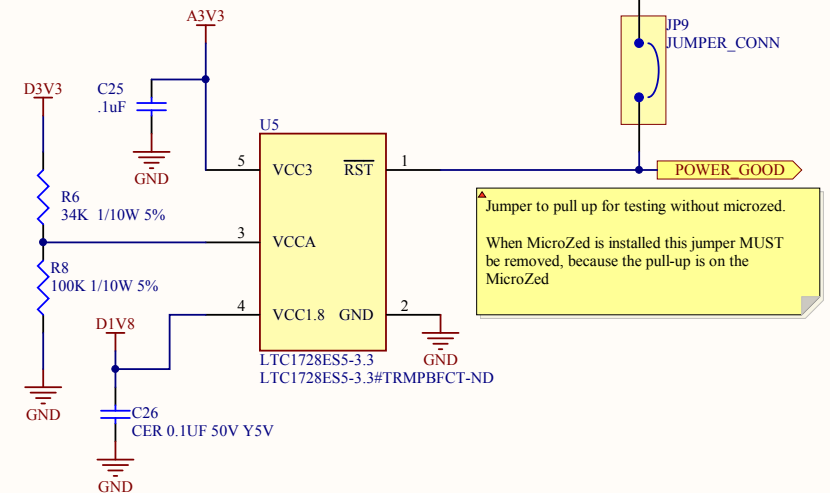 A3V3
JP9
JUMPER_CONN
D3V3
C25
.1uF
GND
U5
5 VCC3 RST 1
POWER_GOOD
R6
34K 1/10W 5%
3 VCCA
R8
100K 1/10W 5%
4 VCC1.8 GND 2
Jumper to pull up for testing without microzed.
When MicroZed is installed this jumper MUST
be removed, because the pull-up is on the
MicroZed
D1V8
GND
LTC1728ES5-3.3
LTC1728ES5-3.3#TRMPBFCT-ND
GND
C26
CER 0.1UF 50V Y5V
GND